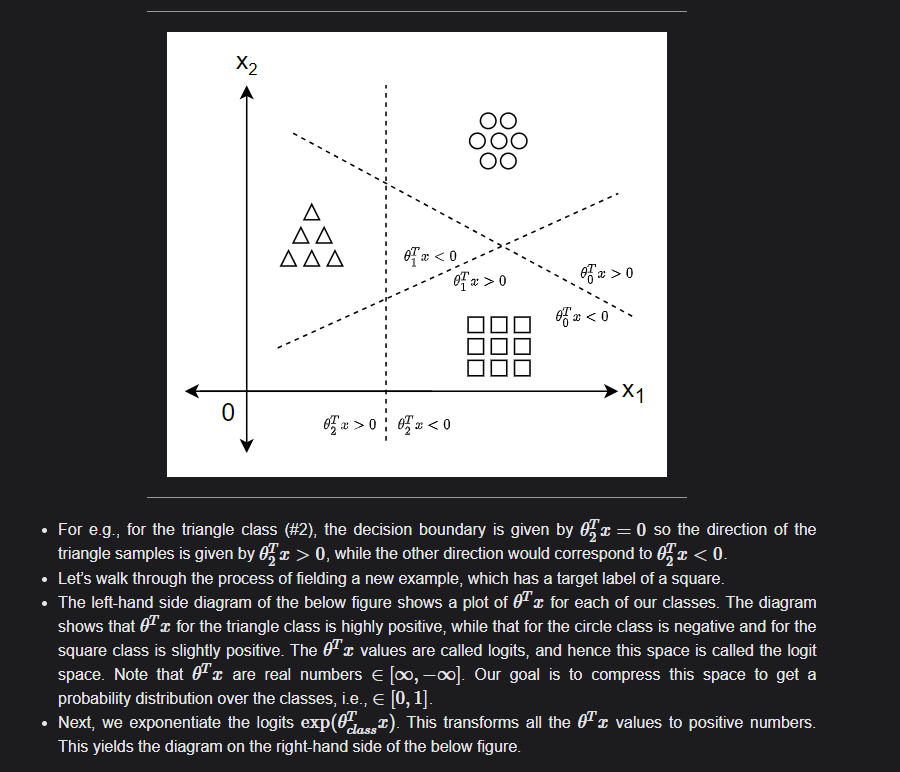 x₂
θ₁ᵀx < 0
θ₁ᵀx > 0
θ₀ᵀx > 0
θ₀ᵀx < 0
x₁
0
θ₂ᵀx > 0 θ₂ᵀx < 0
• For e.g., for the triangle class (#2), the decision boundary is given by θ₂ᵀx = 0 so the direction of the
triangle samples is given by θ₂ᵀx > 0, while the other direction would correspond to θ₂ᵀx < 0.
• Let's walk through the process of fielding a new example, which has a target label of a square.
• The left-hand side diagram of the below figure shows a plot of θᵀx for each of our classes. The diagram
shows that θᵀx for the triangle class is highly positive, while that for the circle class is negative and for the
square class is slightly positive. The θᵀx values are called logits, and hence this space is called the logit
space. Note that θᵀx are real numbers ∈ [∞, −∞]. Our goal is to compress this space to get a
probability distribution over the classes, i.e., ∈ [0, 1].
• Next, we exponentiate the logits exp(θᵀ_class x). This transforms all the θᵀx values to positive numbers.
This yields the diagram on the right-hand side of the below figure.